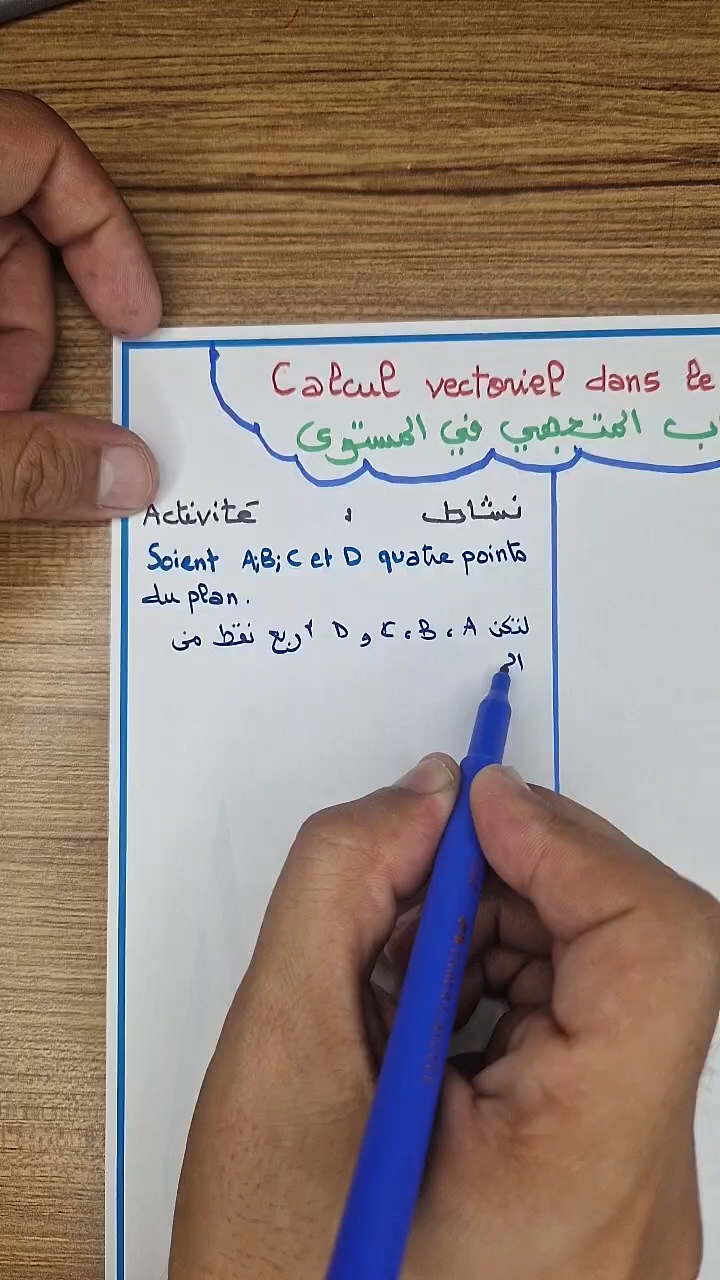 Calcul vectoriel dans le
ب المتجهي في المستوى
Activité : نشاط
Soient A; B; C et D quatre points
du plan.
لتكن A، B، C و D أربع نقط من